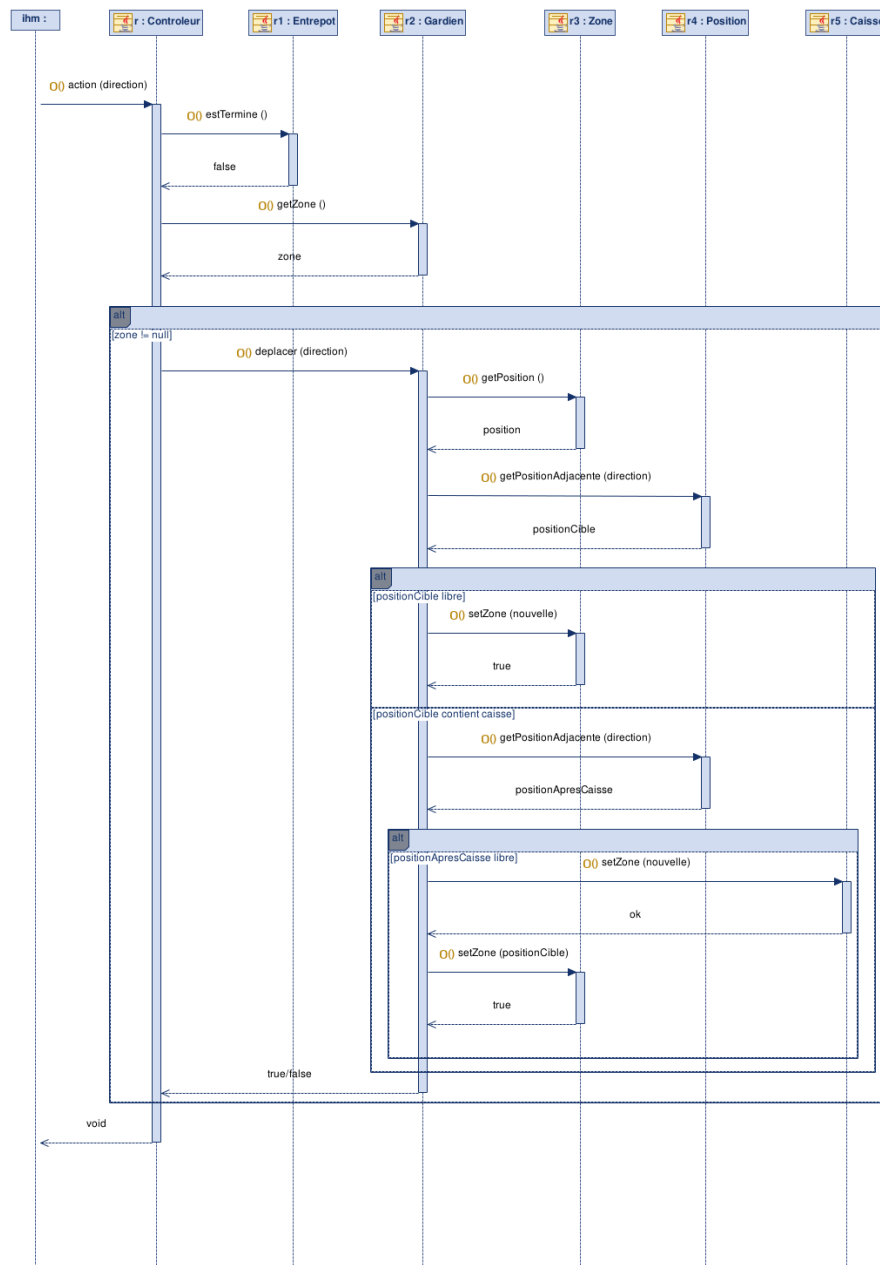 ihm :
r : Controleur
r1 : Entrepot
r2 : Gardien
r3 : Zone
r4 : Position
r5 : Caisse
O() action (direction)
O() estTermine ()
false
O() getZone ()
zone
alt
[zone != null]
O() deplacer (direction)
O() getPosition ()
position
O() getPositionAdjacente (direction)
positionCible
alt
[positionCible libre]
O() setZone (nouvelle)
true
[positionCible contient caisse]
O() getPositionAdjacente (direction)
positionApresCaisse
alt
[positionApresCaisse libre]
O() setZone (nouvelle)
ok
O() setZone (positionCible)
true
true/false
void